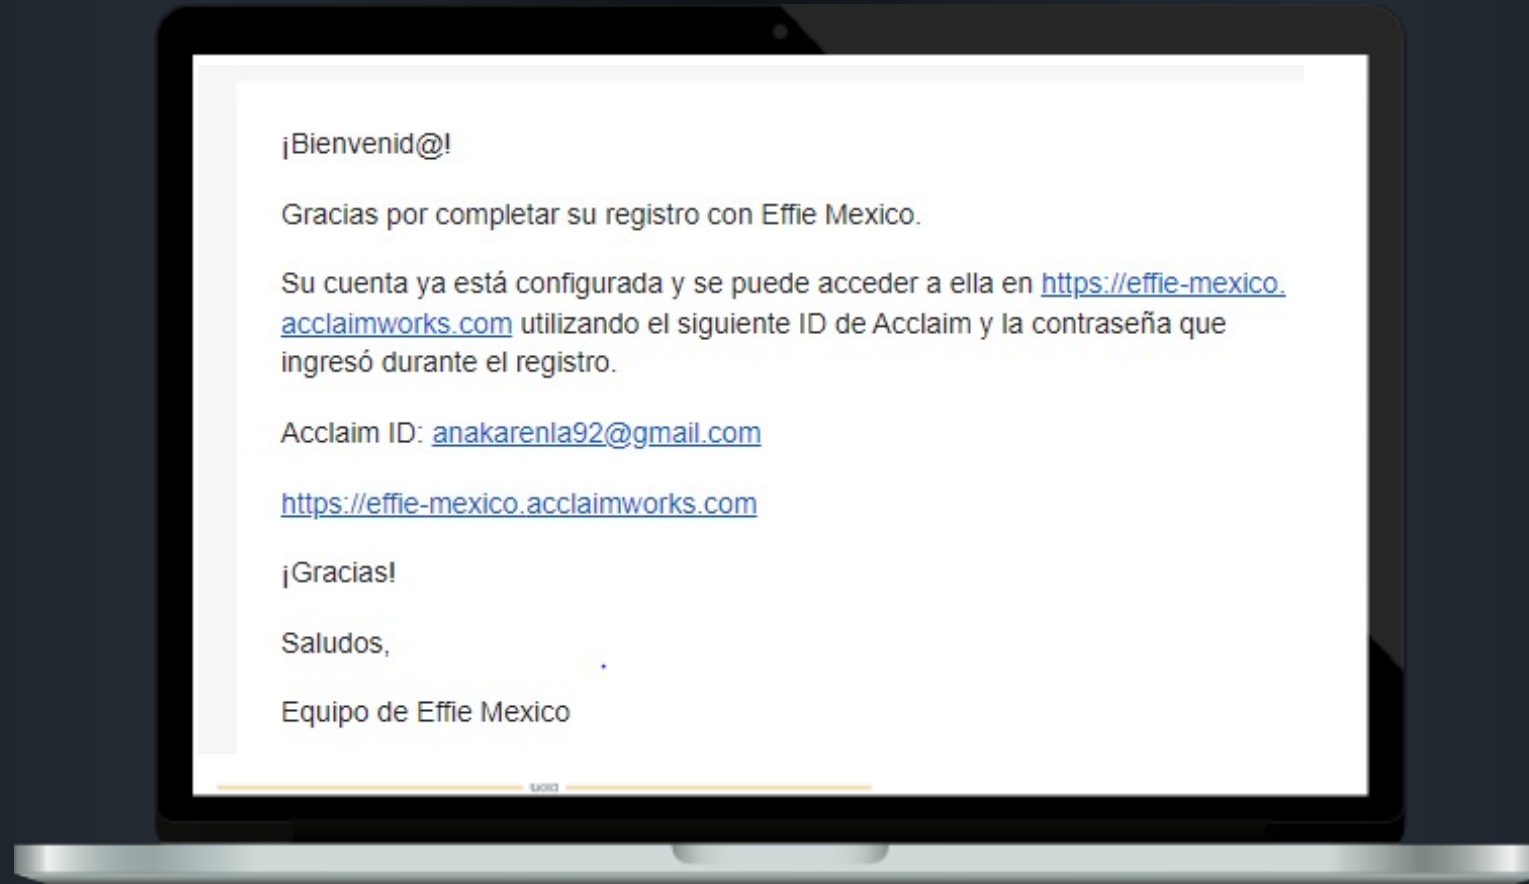 ¡Bienvenid@!
Gracias por completar su registro con Effie Mexico.
Su cuenta ya está configurada y se puede acceder a ella en https://effie-mexico.
acclaimworks.com utilizando el siguiente ID de Acclaim y la contraseña que
ingresó durante el registro.
Acclaim ID: anakarenla92@gmail.com
https://effie-mexico.acclaimworks.com
¡Gracias!
Saludos,
Equipo de Effie Mexico